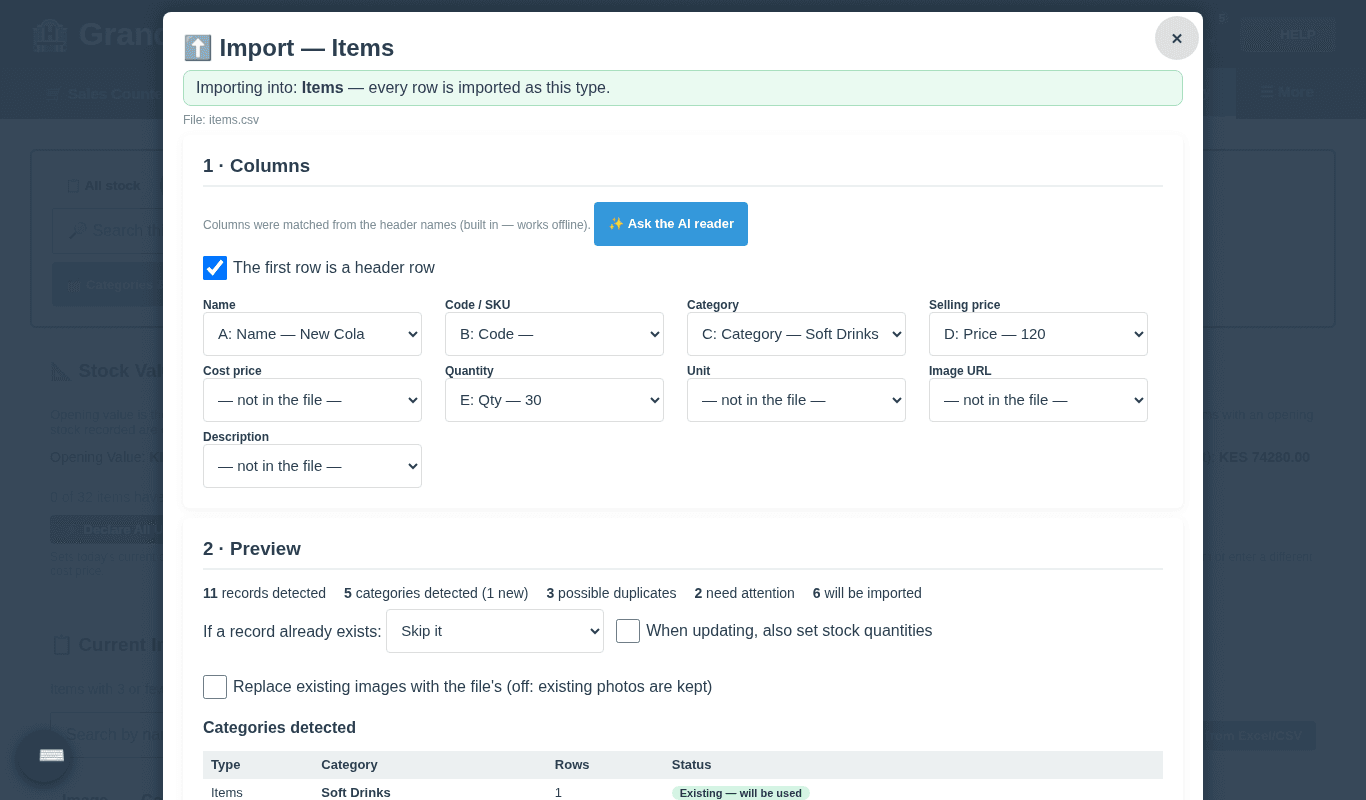 Import — Items
×
Importing into: Items — every row is imported as this type.
File: items.csv
1 · Columns
Columns were matched from the header names (built in — works offline). ✨ Ask the AI reader
The first row is a header row
Name Code / SKU Category Selling price
A: Name — New Cola B: Code — C: Category — Soft Drinks D: Price — 120
Cost price Quantity Unit Image URL
— not in the file — E: Qty — 30 — not in the file — — not in the file —
Description
— not in the file —
2 · Preview
11 records detected 5 categories detected (1 new) 3 possible duplicates 2 need attention 6 will be imported
If a record already exists: Skip it When updating, also set stock quantities
Replace existing images with the file's (off: existing photos are kept)
Categories detected
Type Category Rows Status
Items Soft Drinks 1 Existing — will be used
HELP
More
All stock
KES 74280.00